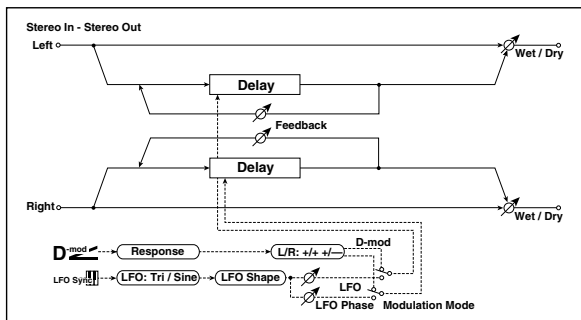 Stereo In - Stereo Out
Left
Wet / Dry
Delay
Feedback
Delay
Right
Wet / Dry
D-mod
D-mod Response L/R: +/+ +/—
LFO
LFO Sync LFO: Tri / Sine LFO Shape
LFO Phase Modulation Mode